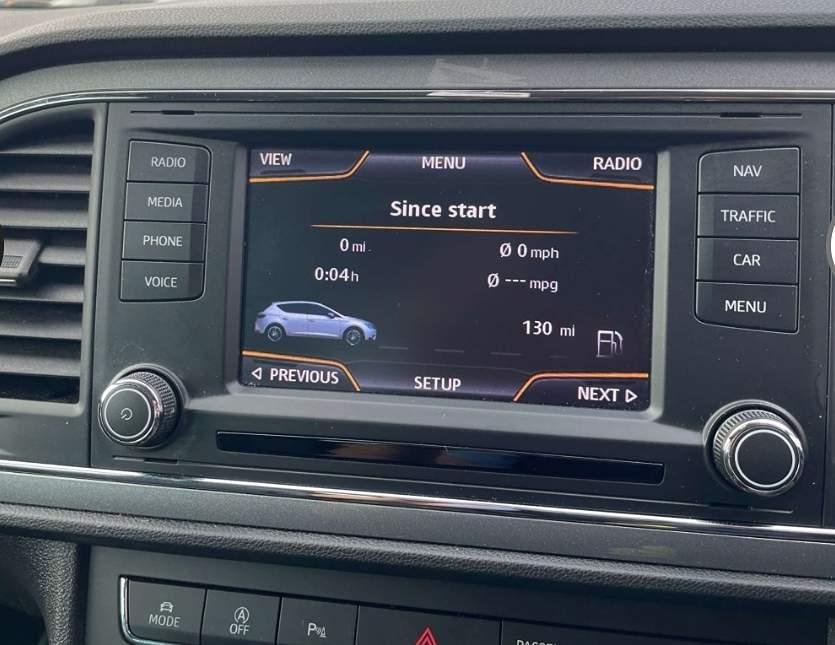 RADIO
MEDIA
PHONE
VOICE
VIEW MENU RADIO
Since start
0 mi Ø 0 mph
0:04 h Ø --- mpg
130 mi
PREVIOUS SETUP NEXT
NAV
TRAFFIC
CAR
MENU
MODE
A OFF
P